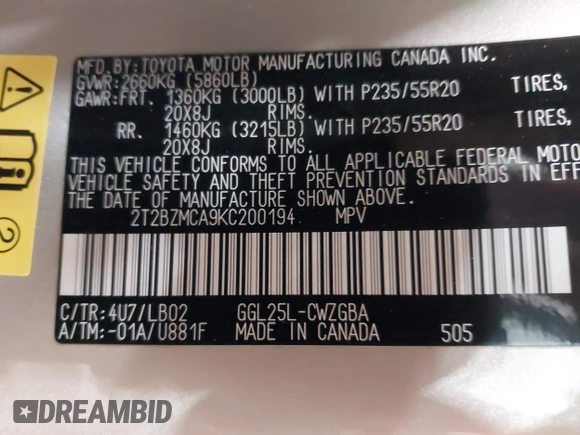 MFD. BY: TOYOTA MOTOR MANUFACTURING CANADA INC.
GVWR: 2660KG (5860LB)
GAWR: FRT. 1360KG (3000LB) WITH P235/55R20 TIRES,
20X8J RIMS.
RR. 1460KG (3215LB) WITH P235/55R20 TIRES,
20X8J RIMS.
THIS VEHICLE CONFORMS TO ALL APPLICABLE FEDERAL MOTO
VEHICLE SAFETY AND THEFT PREVENTION STANDARDS IN EFF
THE DATE OF MANUFACTURE SHOWN ABOVE.
2T2BZMCA9KC200194 MPV
C/TR: 4U7/LB02 GGL25L-CWZGBA
A/TM: -01A/U881F MADE IN CANADA 505
2
DREAMBID